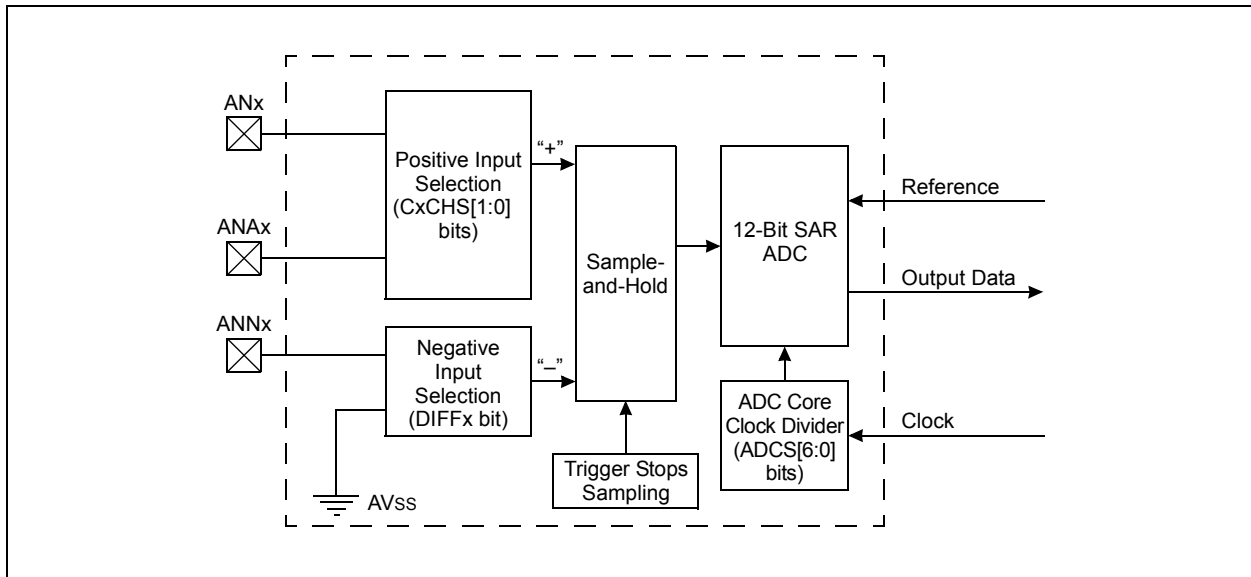 ANx
ANAx
ANNx
Positive Input
Selection
(CxCHS[1:0]
bits)
“+”
Negative
Input
Selection
(DIFFx bit)
“–”
AVSS
Sample-
and-Hold
Trigger Stops
Sampling
12-Bit SAR
ADC
ADC Core
Clock Divider
(ADCS[6:0]
bits)
Reference
Output Data
Clock